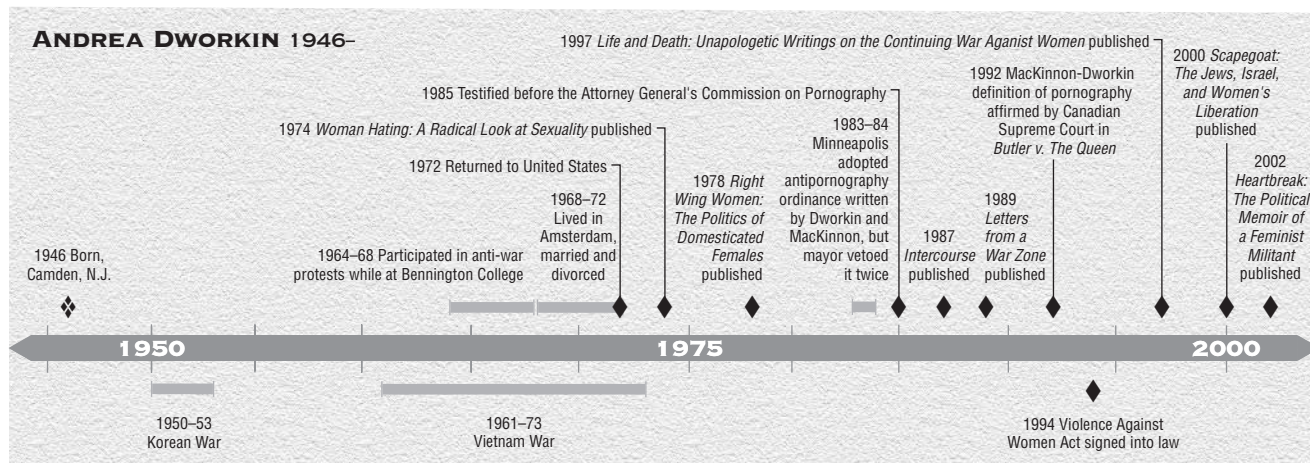 ANDREA DWORKIN 1946–
1997 Life and Death: Unapologetic Writings on the Continuing War Aganist Women published
2000 Scapegoat:
The Jews, Israel,
and Women's
Liberation
published
1992 MacKinnon-Dworkin
definition of pornography
affirmed by Canadian
Supreme Court in
Butler v. The Queen
1985 Testified before the Attorney General's Commission on Pornography
1974 Woman Hating: A Radical Look at Sexuality published
1983–84
Minneapolis
adopted
antipornography
ordinance written
by Dworkin and
MacKinnon, but
mayor vetoed
it twice
2002
Heartbreak:
The Political
Memoir of
a Feminist
Militant
published
1972 Returned to United States
1978 Right
Wing Women:
The Politics of
Domesticated
Females
published
1968–72
Lived in
Amsterdam,
married and
divorced
1989
Letters
from a
War Zone
published
1987
Intercourse
published
1946 Born,
Camden, N.J.
1964–68 Participated in anti-war
protests while at Bennington College
1950
1975
2000
1950–53
Korean War
1961–73
Vietnam War
1994 Violence Against
Women Act signed into law